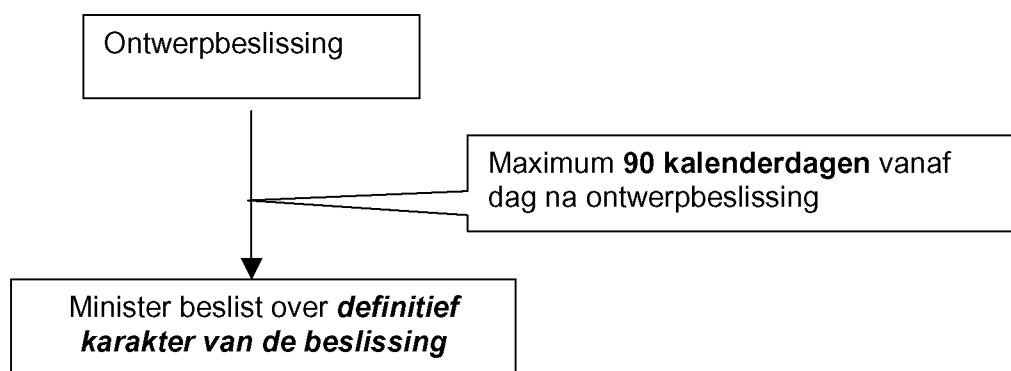 Ontwerpbeslissing
Maximum 90 kalenderdagen vanaf
dag na ontwerpbeslissing
Minister beslist over definitief
karakter van de beslissing